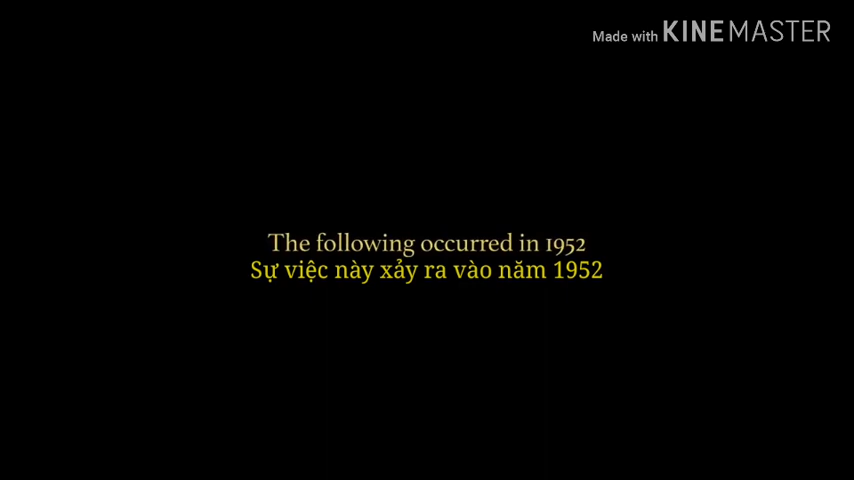 Made with KINEMASTER
The following occurred in 1952
Sự việc này xảy ra vào năm 1952